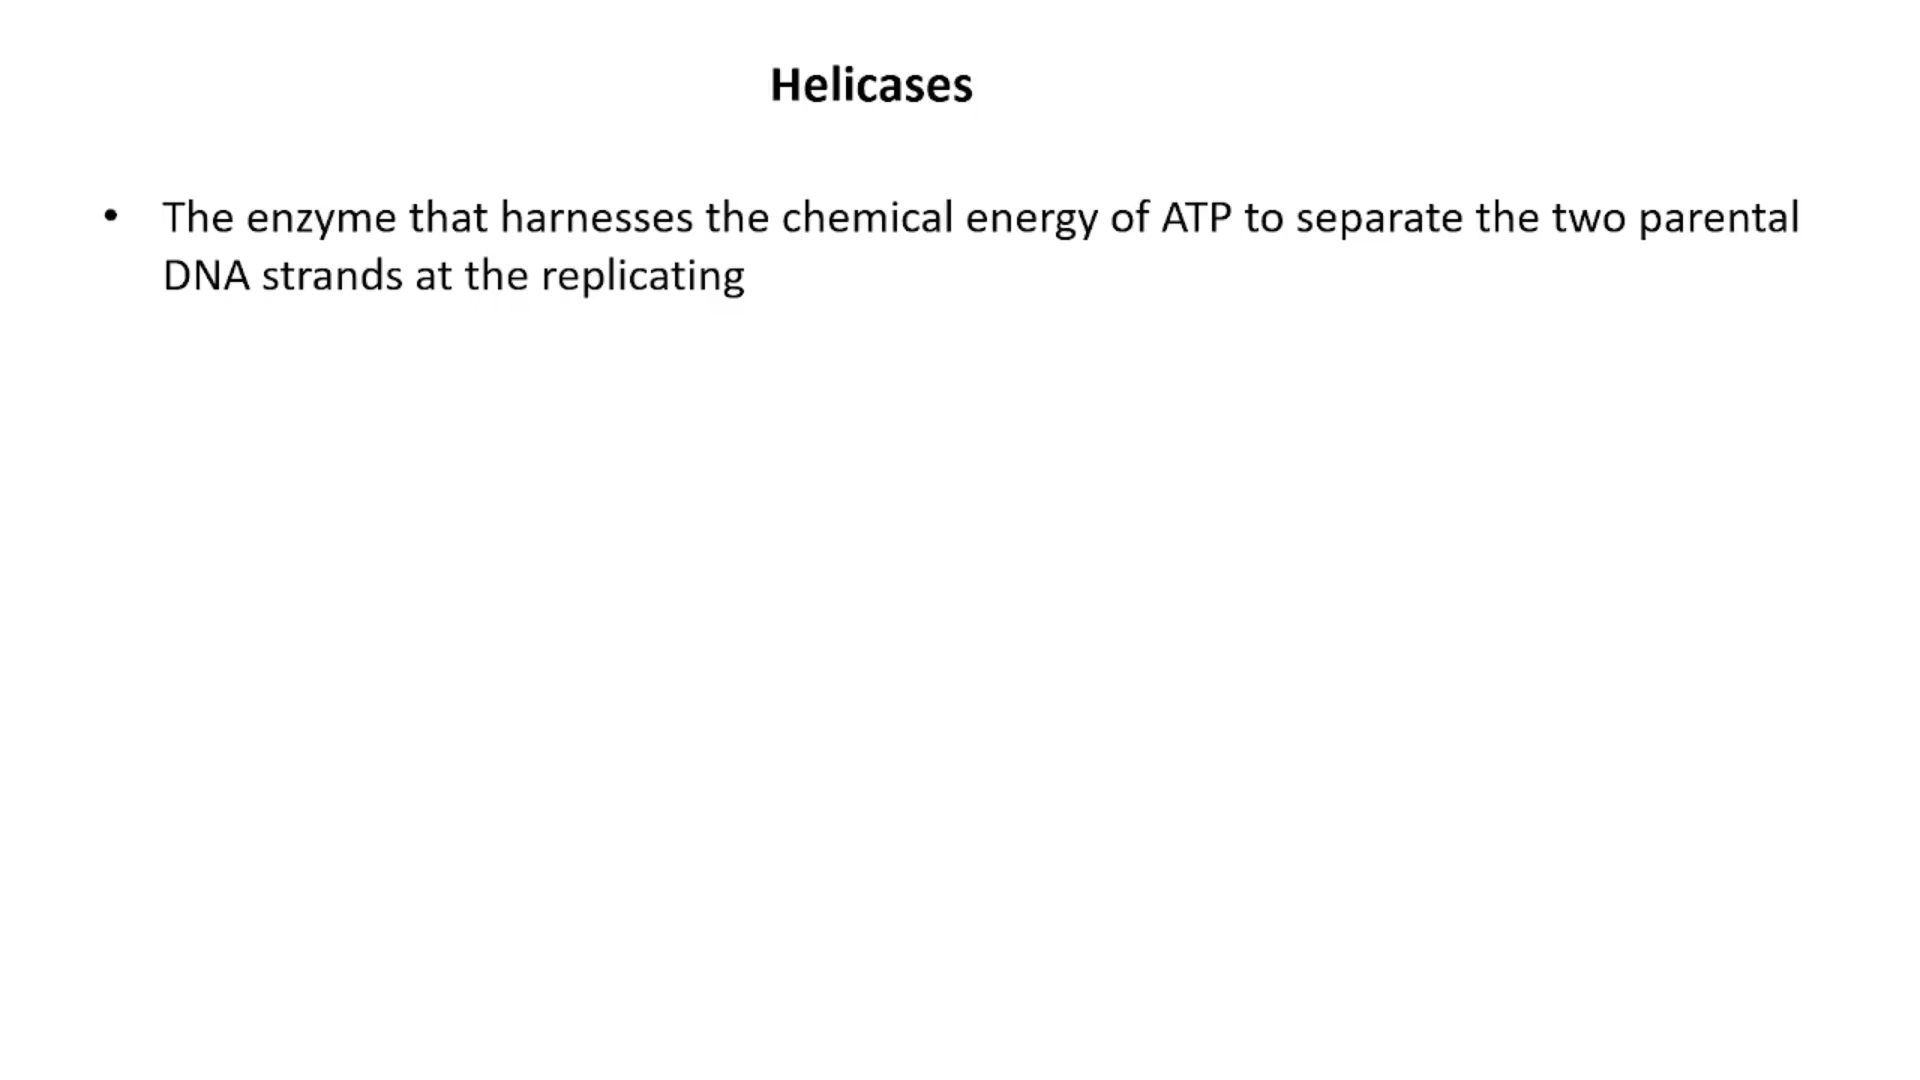 Helicases
• The enzyme that harnesses the chemical energy of ATP to separate the two parental
DNA strands at the replicating